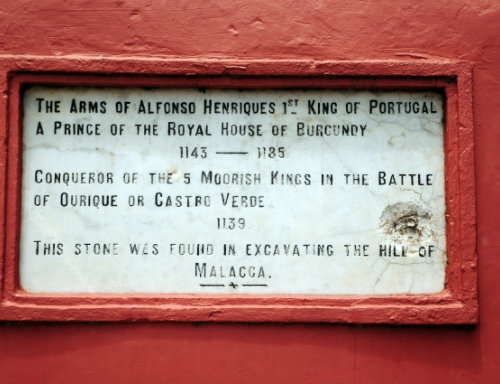 The Arms of Alfonso Henriques 1st King of Portugal
A Prince of the Royal House of Burgundy
1143 — 1185
Conqueror of the 5 Moorish Kings in the Battle
of Ourique or Castro Verde
1139
This stone was found in excavating the hill of
Malacca.